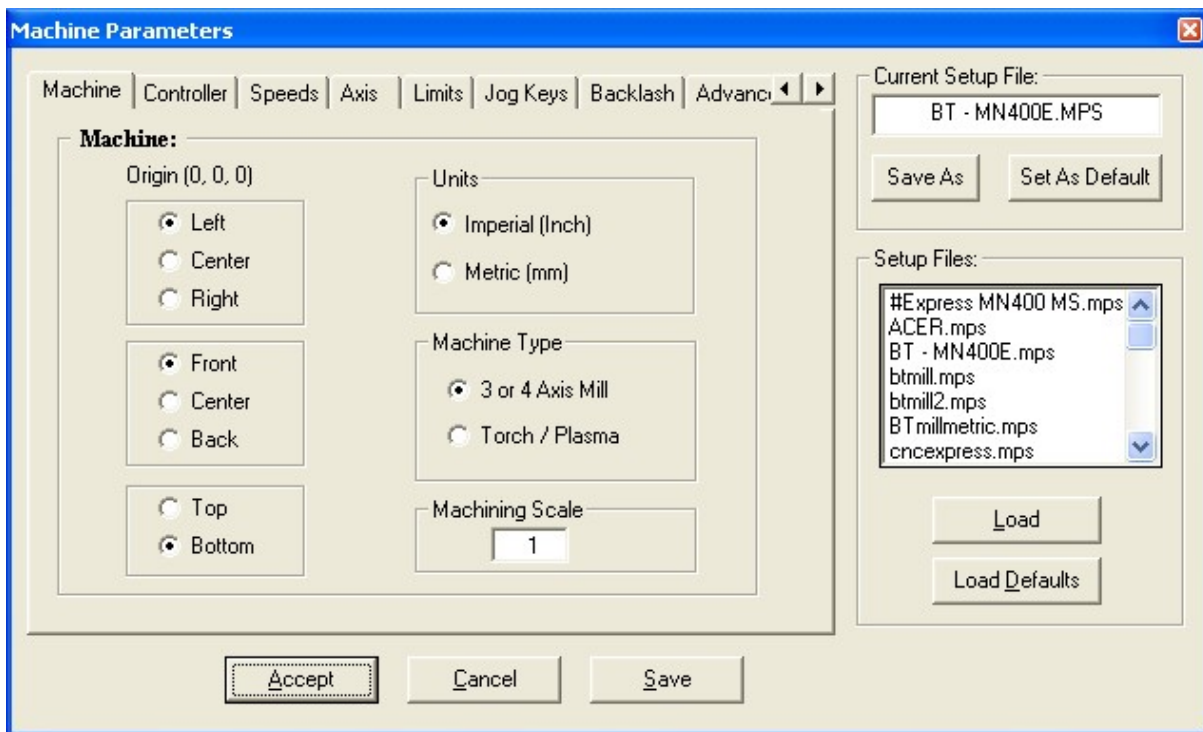 Machine Parameters
Machine Controller Speeds Axis Limits Jog Keys Backlash Advanc
Machine:
Origin (0, 0, 0)
Left
Center
Right
Front
Center
Back
Top
Bottom
Units
Imperial (Inch)
Metric (mm)
Machine Type
3 or 4 Axis Mill
Torch / Plasma
Machining Scale
1
Accept Cancel Save
Current Setup File:
BT - MN400E.MPS
Save As Set As Default
Setup Files:
#Express MN400 MS.mps
ACER.mps
BT - MN400E.mps
btmill.mps
btmill2.mps
BTmillmetric.mps
cncexpress.mps
Load
Load Defaults